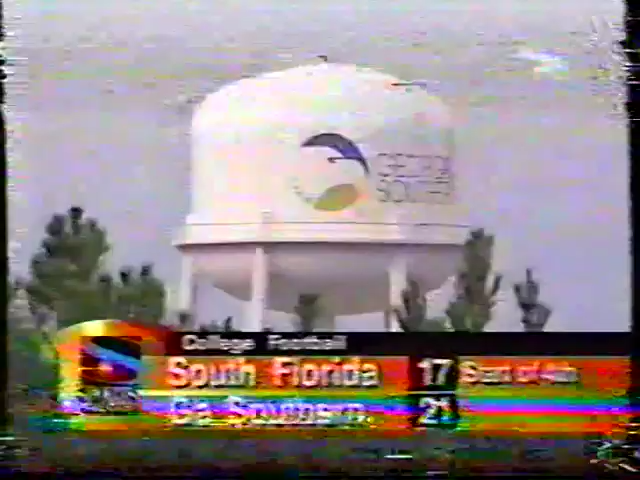 GEORGIA
SOUTHERN
College Football
South Florida 17 Start of 4th
Ga Southern 21